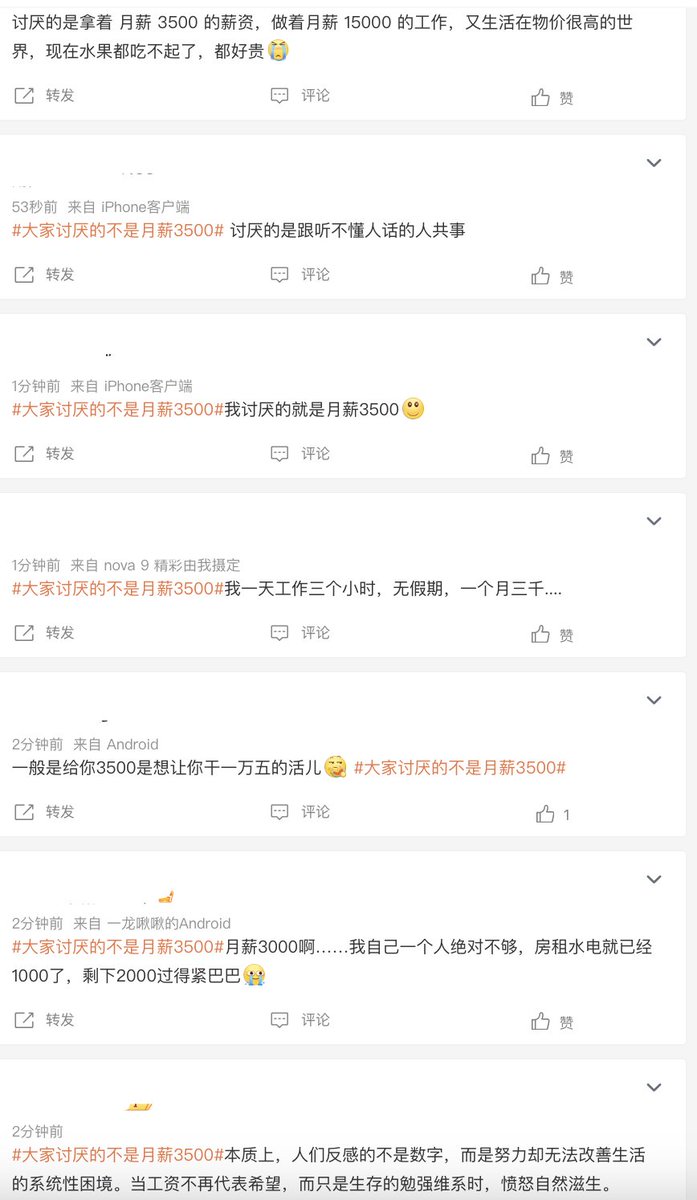 讨厌的是拿着 月薪 3500 的薪资，做着月薪 15000 的工作，又生活在物价很高的世
界，现在水果都吃不起了，都好贵
转发 评论 赞
53秒前 来自 iPhone客户端
#大家讨厌的不是月薪3500# 讨厌的是跟听不懂人话的人共事
转发 评论 赞
1分钟前 来自 iPhone客户端
#大家讨厌的不是月薪3500#我讨厌的就是月薪3500
转发 评论 赞
1分钟前 来自 nova 9 精彩由我摄定
#大家讨厌的不是月薪3500#我一天工作三个小时，无假期，一个月三千....
转发 评论 赞
2分钟前 来自 Android
一般是给你3500是想让你干一万五的活儿 #大家讨厌的不是月薪3500#
转发 评论 1
2分钟前 来自 一龙啾啾的Android
#大家讨厌的不是月薪3500#月薪3000啊……我自己一个人绝对不够，房租水电就已经
1000了，剩下2000过得紧巴巴
转发 评论 赞
2分钟前
#大家讨厌的不是月薪3500#本质上，人们反感的不是数字，而是努力却无法改善生活
的系统性困境。当工资不再代表希望，而只是生存的勉强维系时，愤怒自然滋生。